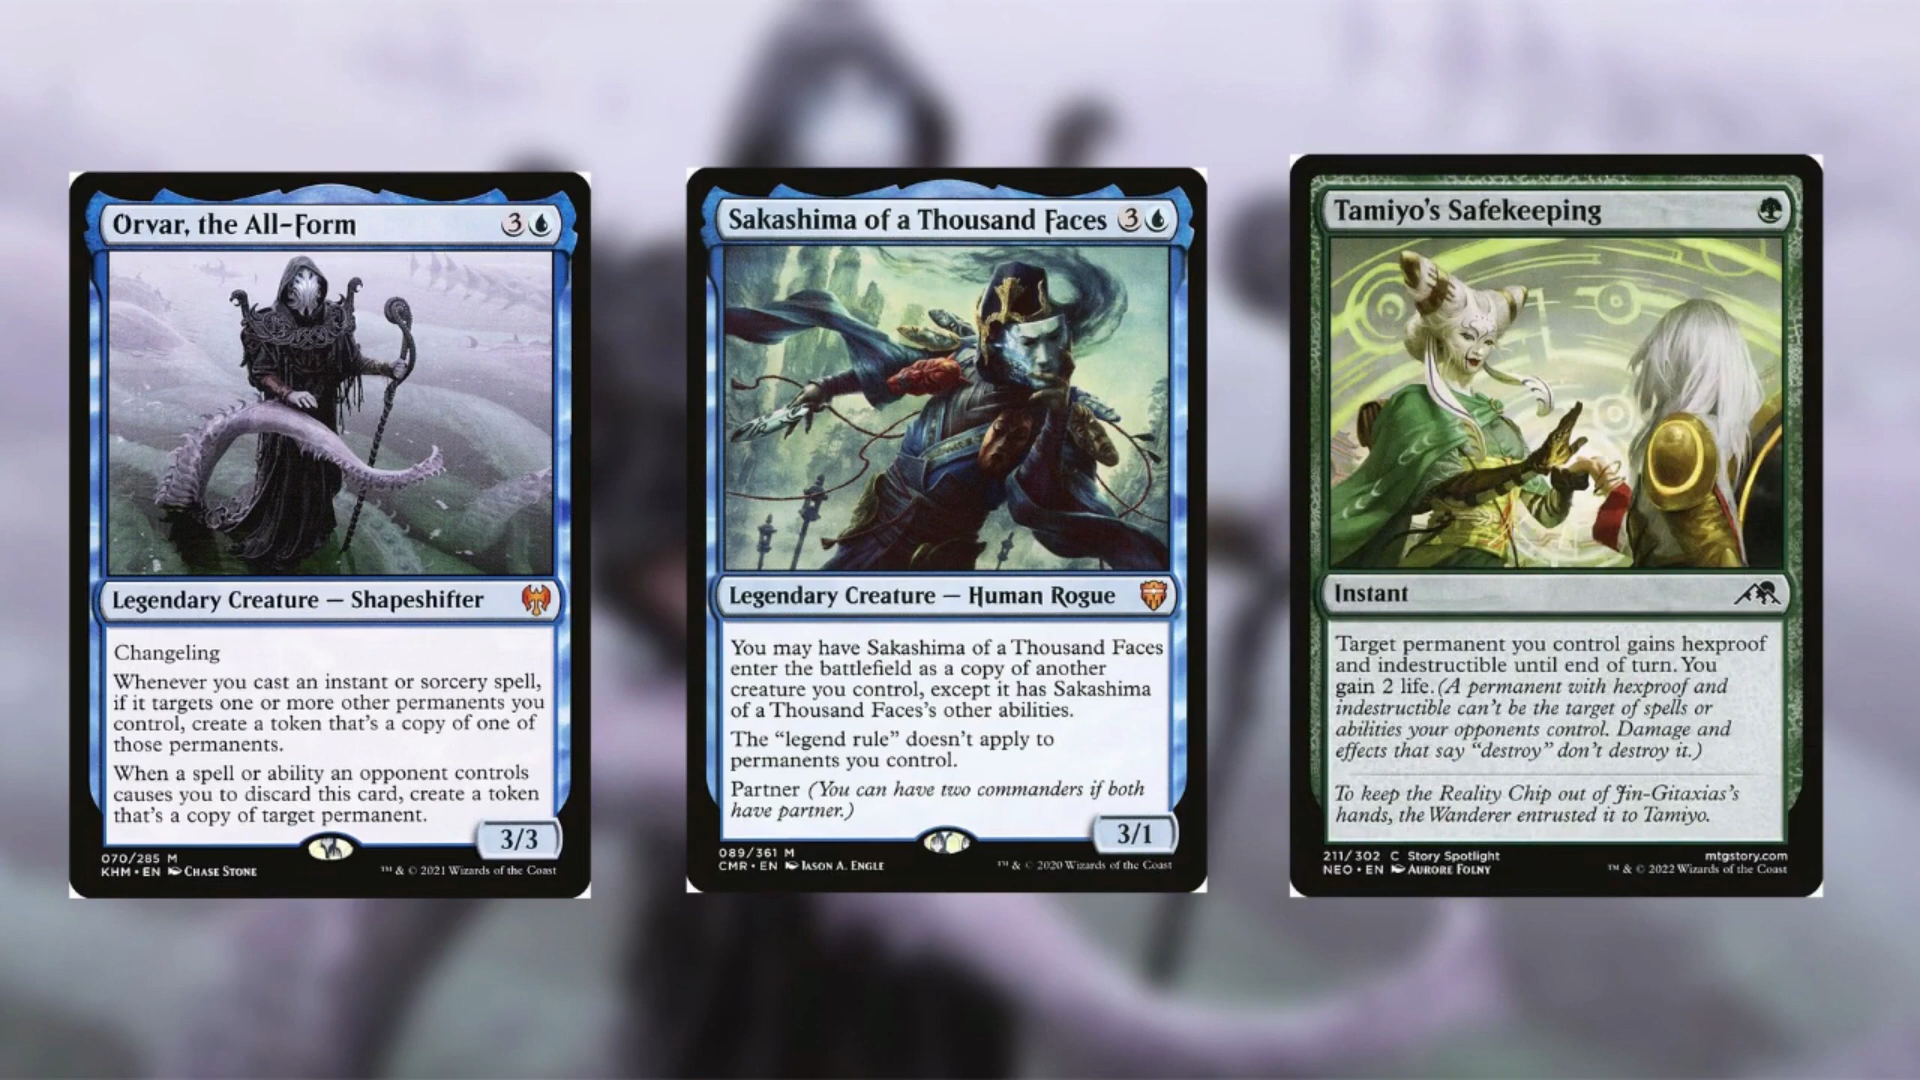 Orvar, the All-Form 3
Legendary Creature — Shapeshifter
Changeling
Whenever you cast an instant or sorcery spell,
if it targets one or more other permanents you
control, create a token that's a copy of one of
those permanents.
When a spell or ability an opponent controls
causes you to discard this card, create a token
that's a copy of target permanent.
3/3
070/285 M
KHM • EN CHASE STONE
™ & © 2021 Wizards of the Coast
Sakashima of a Thousand Faces 3
Legendary Creature — Human Rogue
You may have Sakashima of a Thousand Faces
enter the battlefield as a copy of another
creature you control, except it has Sakashima
of a Thousand Faces's other abilities.
The "legend rule" doesn't apply to
permanents you control.
Partner (You can have two commanders if both
have partner.)
3/1
089/361 M
CMR • EN JASON A. ENGLE
™ & © 2020 Wizards of the Coast
Tamiyo's Safekeeping
Instant
Target permanent you control gains hexproof
and indestructible until end of turn. You
gain 2 life. (A permanent with hexproof and
indestructible can't be the target of spells or
abilities your opponents control. Damage and
effects that say "destroy" don't destroy it.)
To keep the Reality Chip out of Jin-Gitaxias's
hands, the Wanderer entrusted it to Tamiyo.
211/302 C Story Spotlight
NEO • EN AURORE FOLNY
mtgstory.com
™ & © 2022 Wizards of the Coast